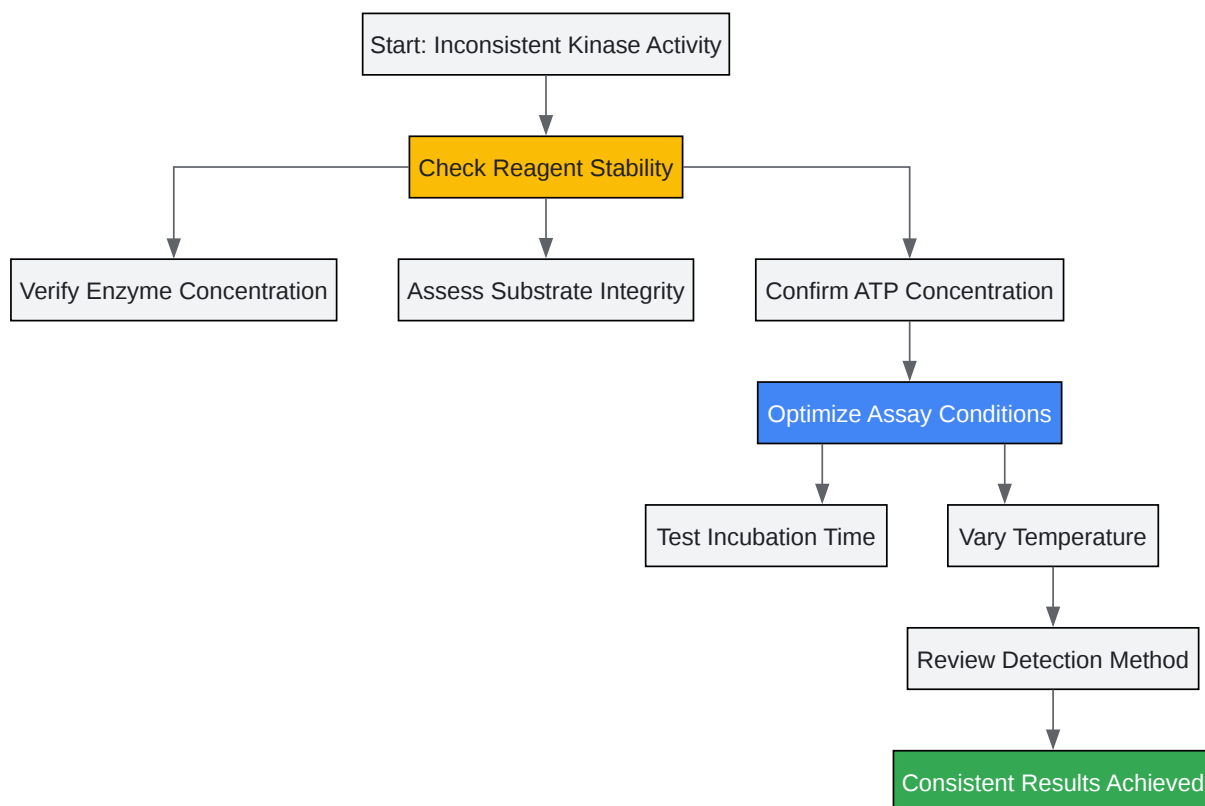 Start: Inconsistent Kinase Activity
Check Reagent Stability
Verify Enzyme Concentration
Assess Substrate Integrity
Confirm ATP Concentration
Optimize Assay Conditions
Test Incubation Time
Vary Temperature
Review Detection Method
Consistent Results Achieved